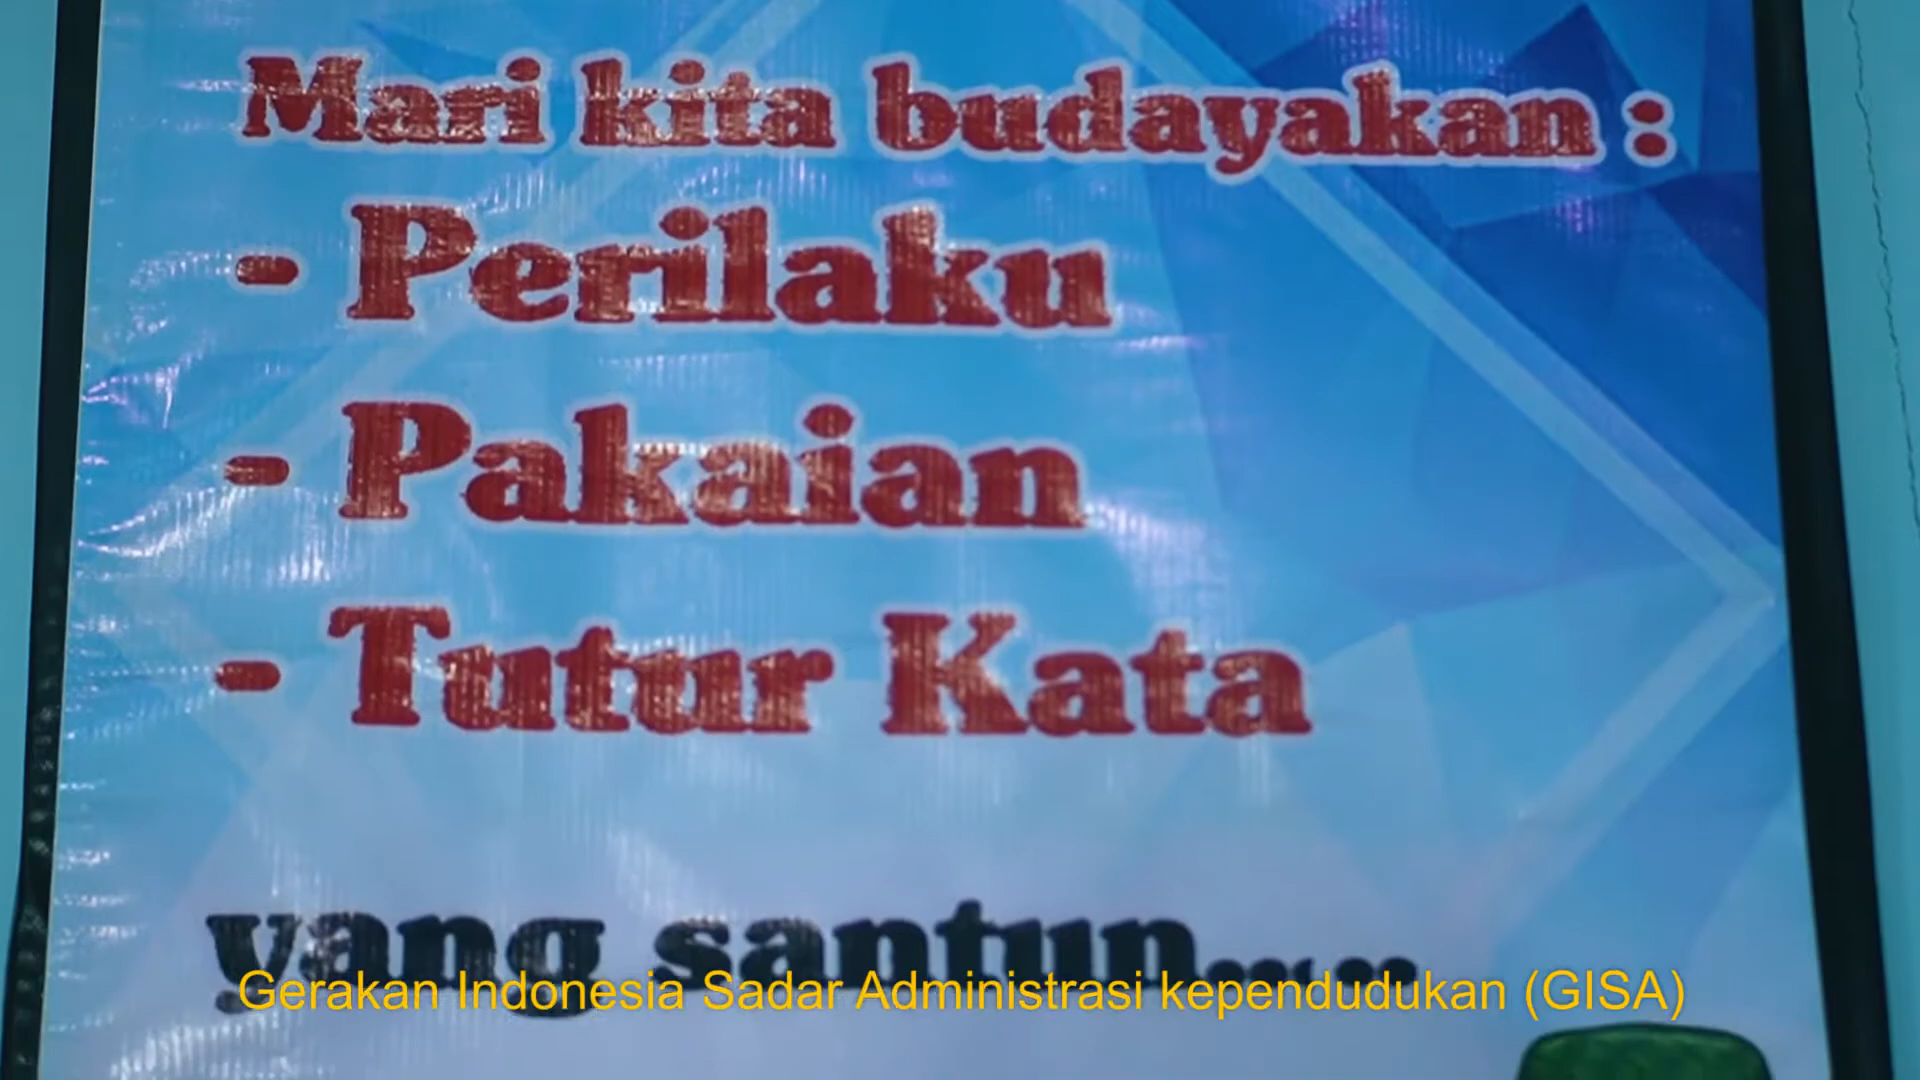 Mari kita budayakan :
- Perilaku
- Pakaian
- Tutur Kata
yang santun......
Gerakan Indonesia Sadar Administrasi kependudukan (GISA)